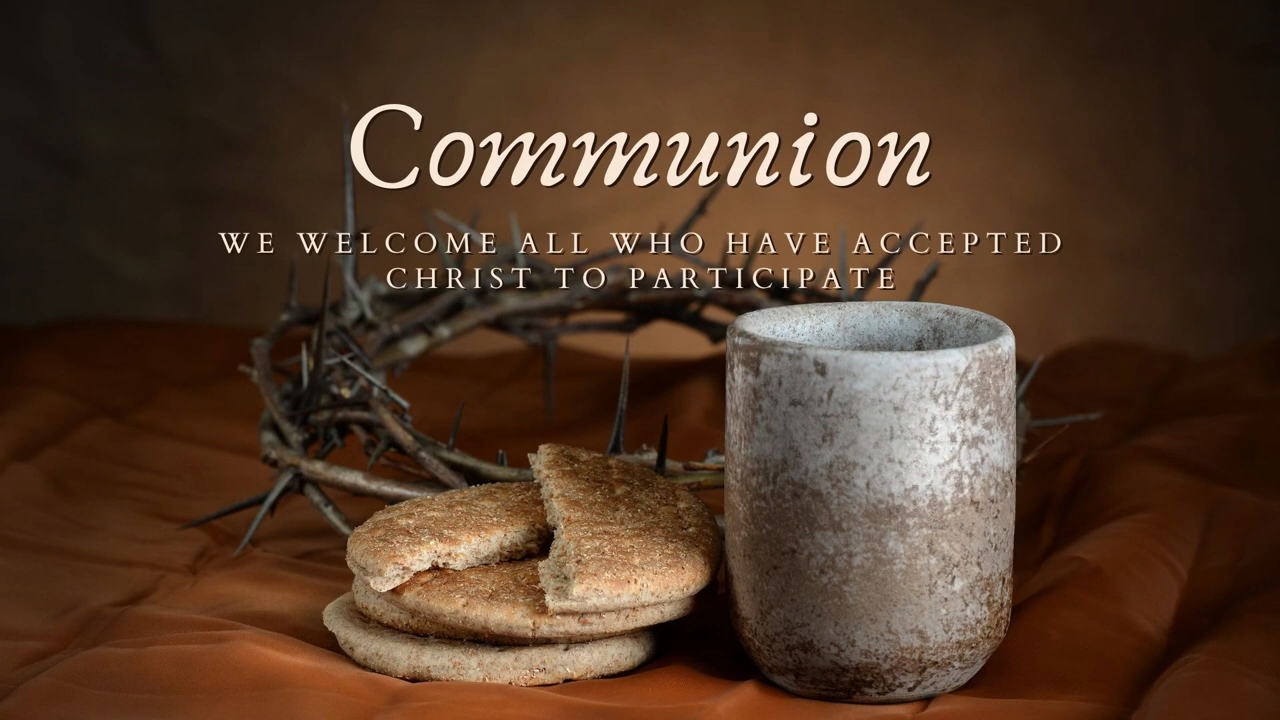 Communion
WE WELCOME ALL WHO HAVE ACCEPTED
CHRIST TO PARTICIPATE